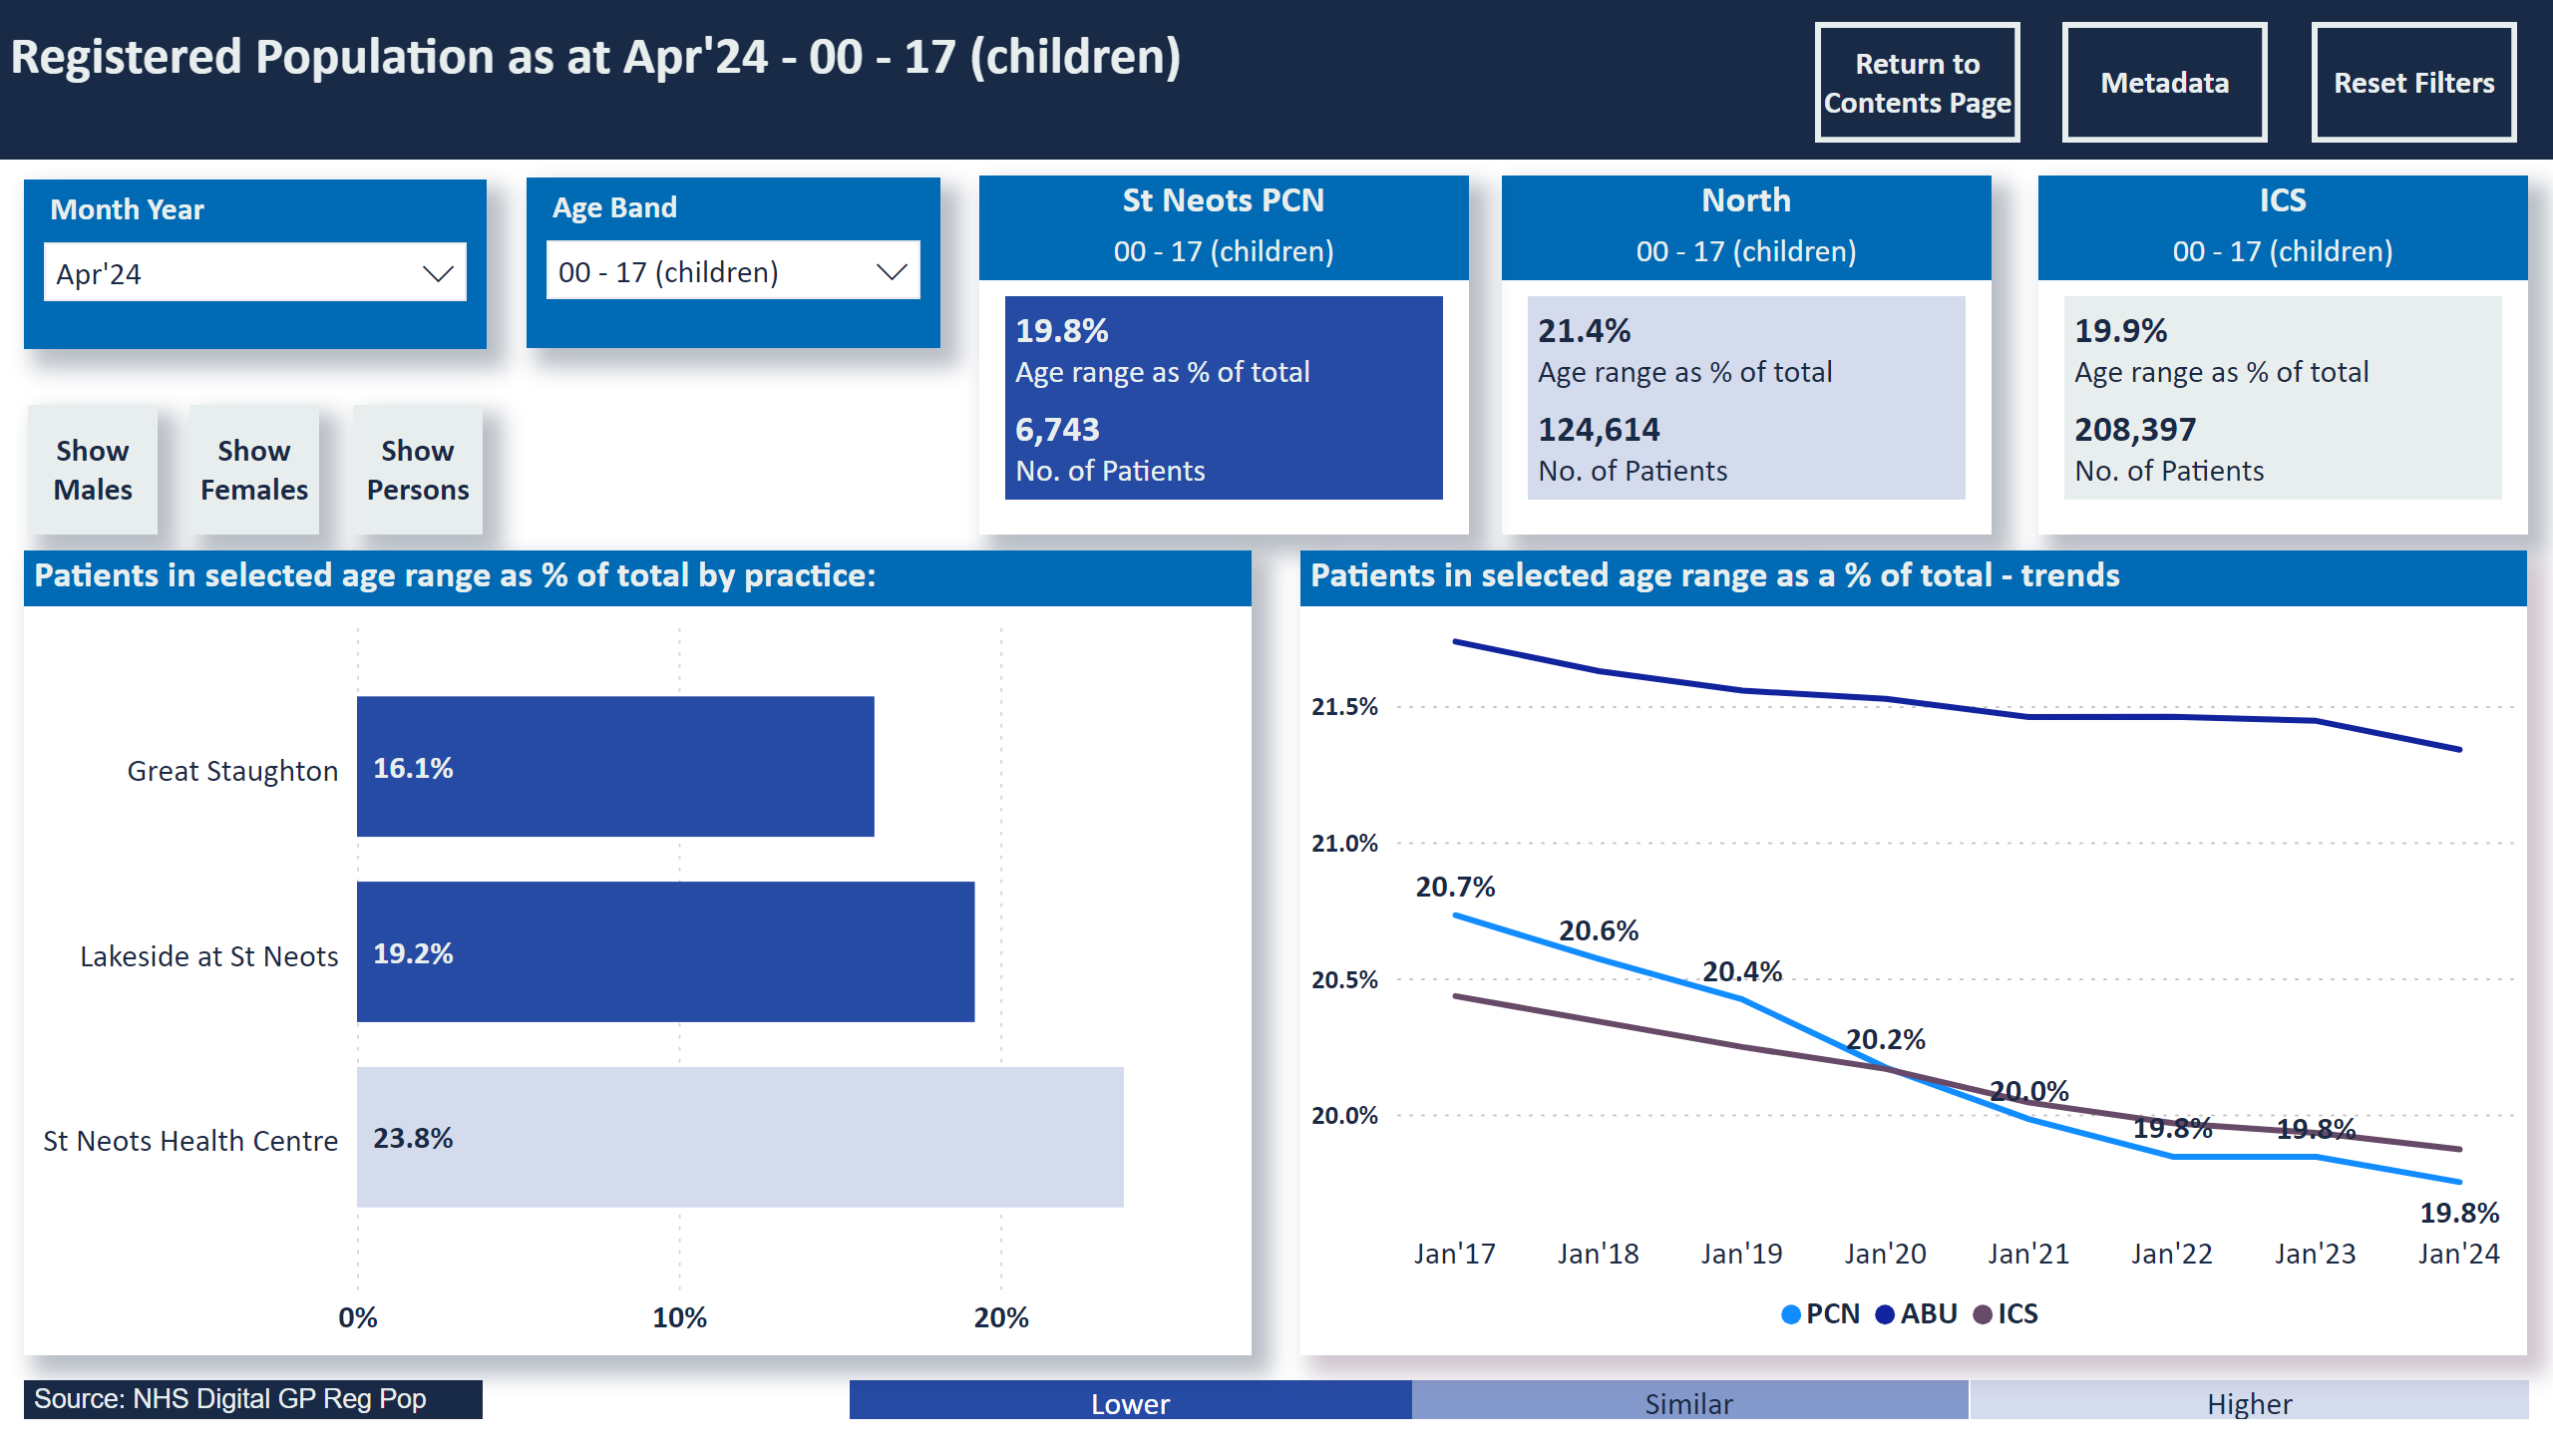 Registered Population as at Apr'24 - 00 - 17 (children)
Return to
Contents Page
Metadata
Reset Filters
Month Year
Apr'24
Age Band
00 - 17 (children)
St Neots PCN
00 - 17 (children)
19.8%
Age range as % of total
6,743
No. of Patients
North
00 - 17 (children)
21.4%
Age range as % of total
124,614
No. of Patients
ICS
00 - 17 (children)
19.9%
Age range as % of total
208,397
No. of Patients
Show
Males
Show
Females
Show
Persons
Patients in selected age range as % of total by practice:
Great Staughton
16.1%
Lakeside at St Neots
19.2%
St Neots Health Centre
23.8%
0%
10%
20%
Patients in selected age range as a % of total - trends
21.5%
21.0%
20.5%
20.0%
20.7%
20.6%
20.4%
20.2%
20.0%
19.8%
19.8%
19.8%
Jan'17
Jan'18
Jan'19
Jan'20
Jan'21
Jan'22
Jan'23
Jan'24
PCN
ABU
ICS
Source: NHS Digital GP Reg Pop
Lower
Similar
Higher